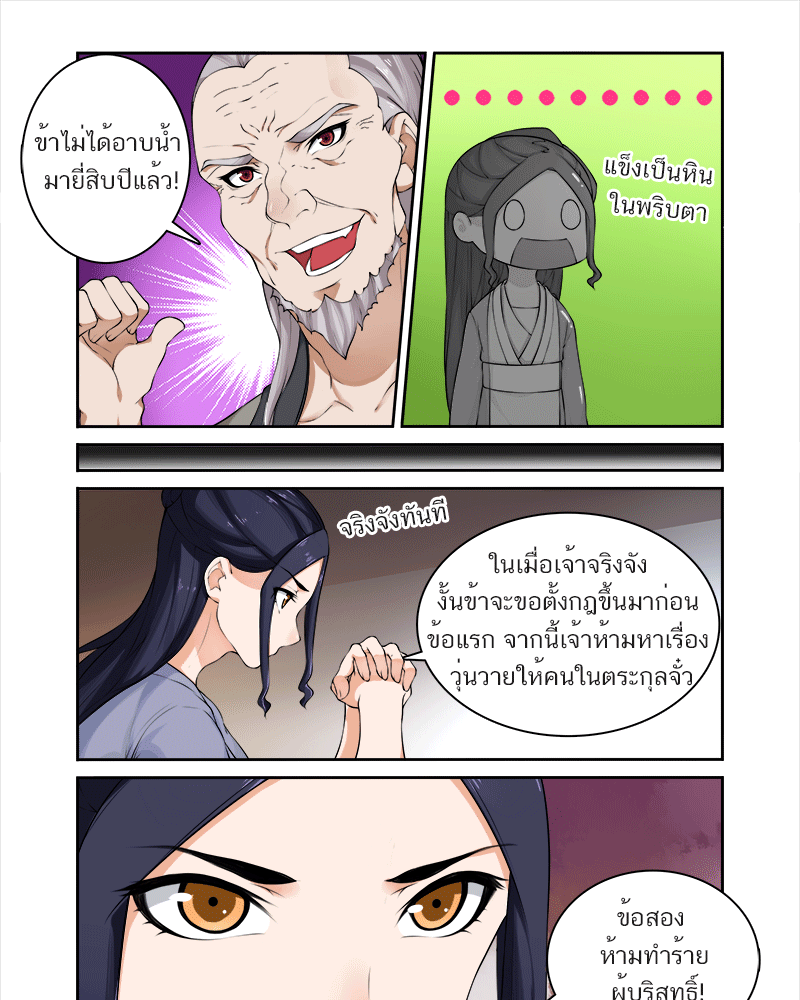 ข้าไม่ได้อาบน้ำ
มายี่สิบปีแล้ว!
แข็งเป็นหิน
ในพริบตา
จริงจังทันที
ในเมื่อเจ้าจริงจัง
งั้นข้าจะขอตั้งกฎขึ้นมาก่อน
ข้อแรก จากนี้เจ้าห้ามหาเรื่อง
วุ่นวายให้คนในตระกุลจั๋ว
ข้อสอง
ห้ามทำร้าย
ผู้บริสุทธิ์!